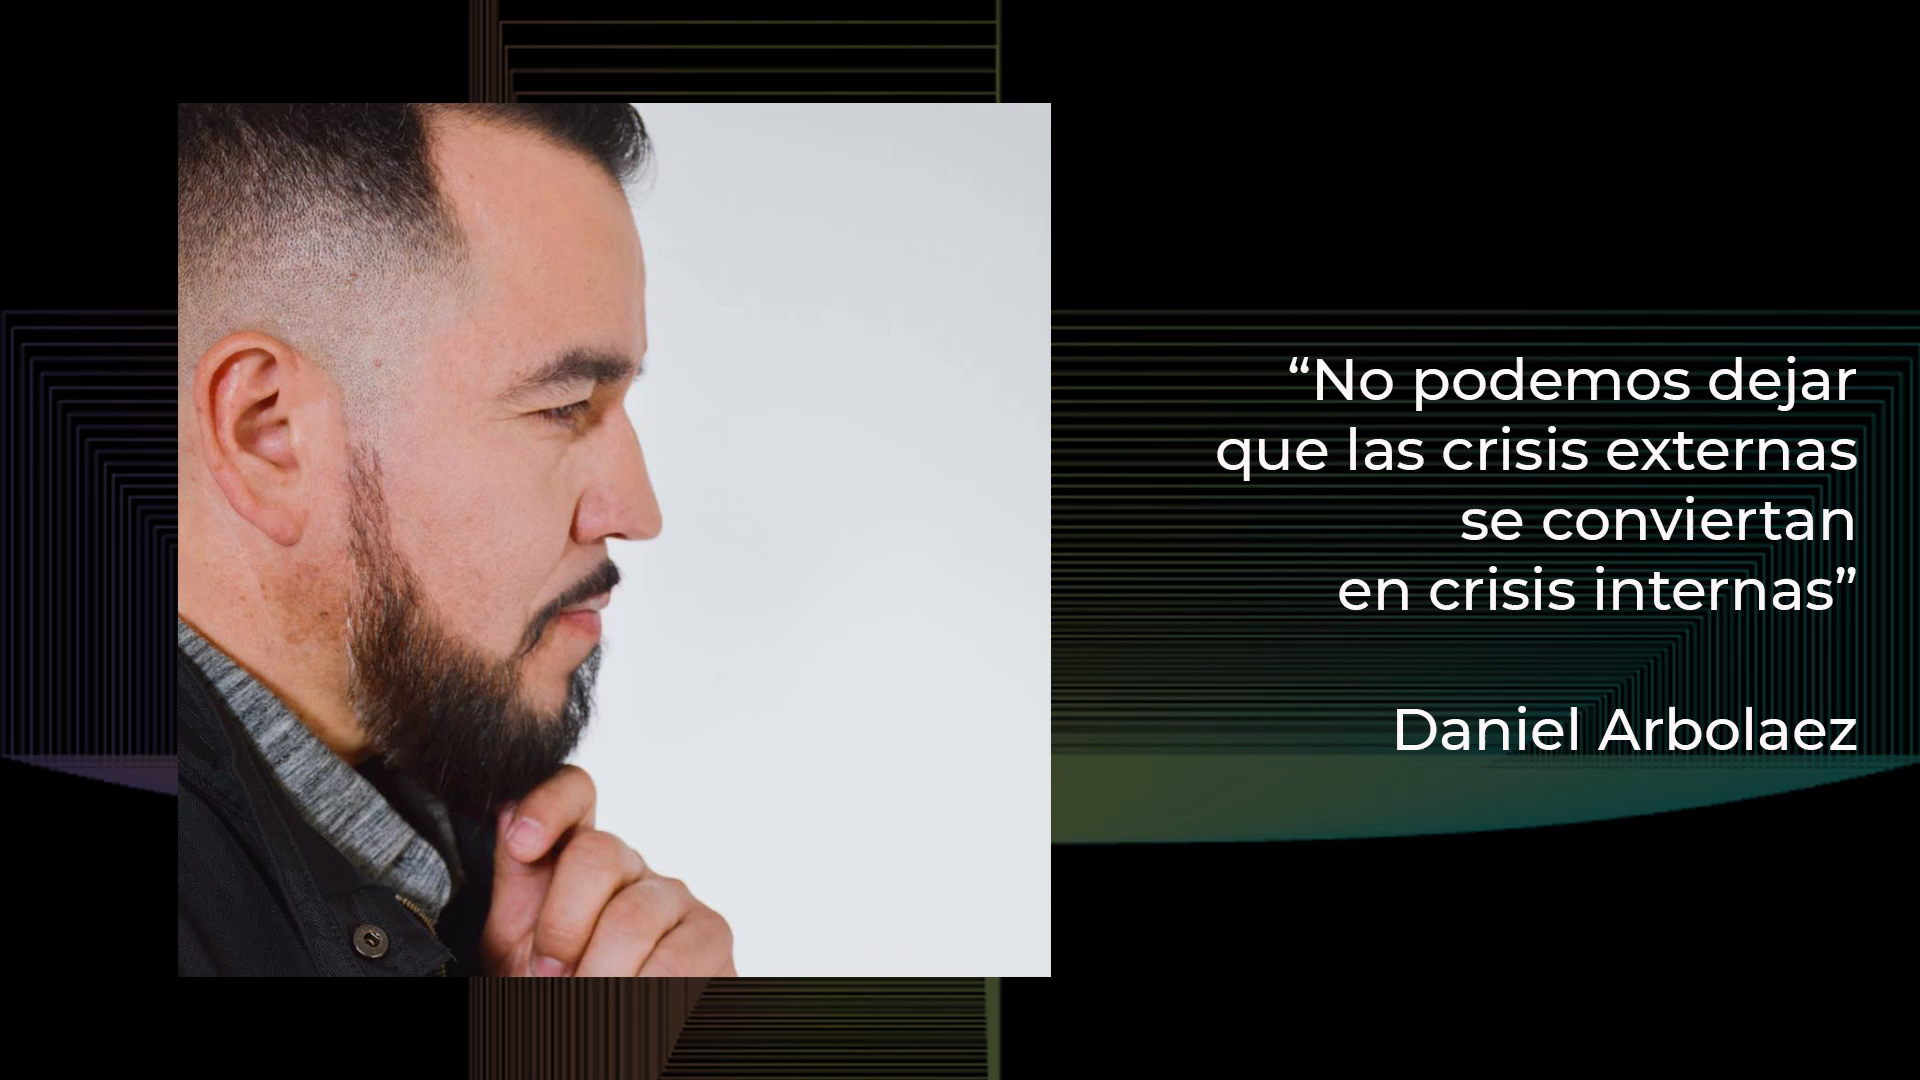 “No podemos dejar
que las crisis externas
se conviertan
en crisis internas”
Daniel Arbolaez